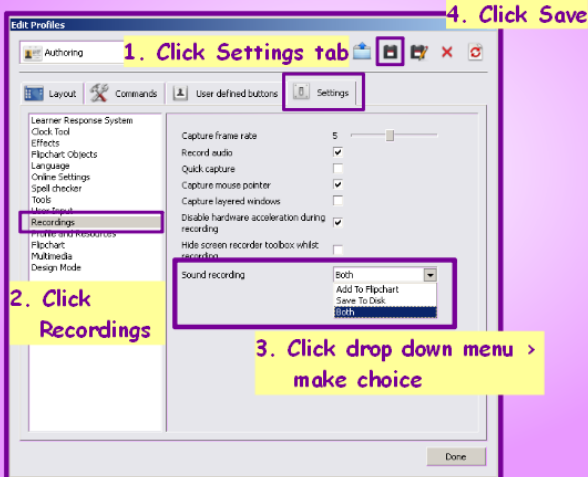 4. Click Save
Edit Profiles
Authoring
1. Click Settings tab
Layout
Commands
User defined buttons
Settings
Learner Response System
Clock Tool
Effects
Flipchart Objects
Language
Online Settings
Spell checker
Tools
User Input
Recordings
Profile and Resources
Flipchart
Multimedia
Design Mode
Capture frame rate 5
Record audio
Quick capture
Capture mouse pointer
Capture layered windows
Disable hardware acceleration during
recording
Hide screen recorder toolbox whilst
recording
Sound recording Both
Add To Flipchart
Save To Disk
Both
2. Click
Recordings
3. Click drop down menu >
make choice
Done